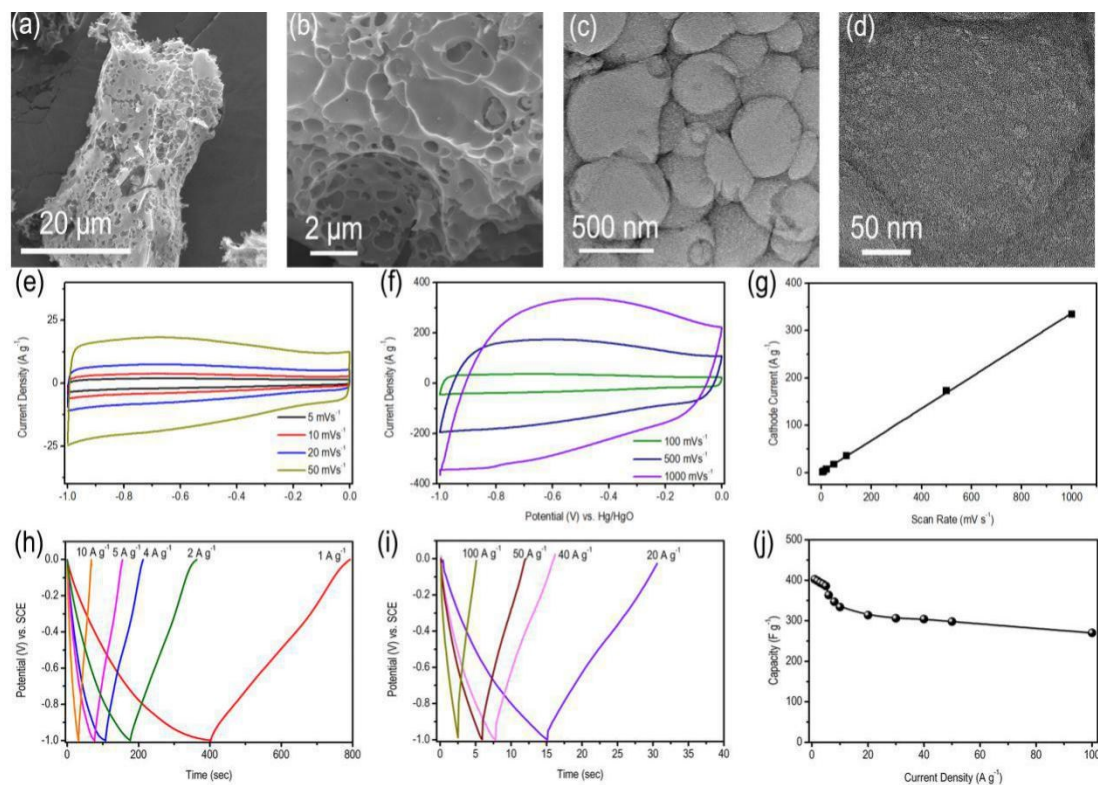 (a)
20 µm
(b)
2 µm
(c)
500 nm
(d)
50 nm
(e)
Current Density (A g⁻¹)
25
0
-25
-1.0 -0.8 -0.6 -0.4 -0.2 0.0
5 mVs⁻¹
10 mVs⁻¹
20 mVs⁻¹
50 mVs⁻¹
(f)
Current Density (A g⁻¹)
400
200
0
-200
-400
-1.0 -0.8 -0.6 -0.4 -0.2 0.0
100 mVs⁻¹
500 mVs⁻¹
1000 mVs⁻¹
Potential (V) vs. Hg/HgO
(g)
Cathode Current (A g⁻¹)
400
300
200
100
0
0 200 400 600 800 1000
Scan Rate (mV s⁻¹)
(h)
10 A g⁻¹ 5 A g⁻¹ 4 A g⁻¹ 2 A g⁻¹ 1 A g⁻¹
Potential (V) vs. SCE
0.0
-0.2
-0.4
-0.6
-0.8
-1.0
0 200 400 600 800
Time (sec)
(i)
100 A g⁻¹ 50 A g⁻¹ 40 A g⁻¹ 20 A g⁻¹
Potential (V) vs. SCE
0.0
-0.2
-0.4
-0.6
-0.8
-1.0
0 5 10 15 20 25 30 35 40
Time (sec)
(j)
Capacity (F g⁻¹)
500
400
300
200
100
0
0 20 40 60 80 100
Current Density (A g⁻¹)